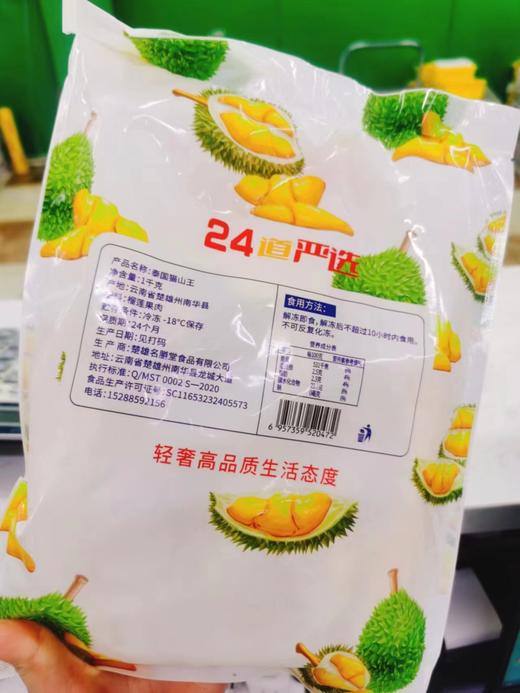 24道严选
产品名称：泰国猫山王
净含量：1千克
产地：云南省楚雄州南华县
配料：榴莲果肉
贮存条件：冷冻 -18℃保存
保质期：24个月
生产日期：见打码
生产商：楚雄名滕堂食品有限公司
地址：云南省楚雄州南华县龙城大道
执行标准：Q/MST 0002 S—2020
食品生产许可证号：SC11653232405573
电话：15288592156
食用方法：
解冻即食，解冻后不超过10小时内食用。
不可反复化冻。
营养成分表
6 957359 520472
轻奢高品质生活态度